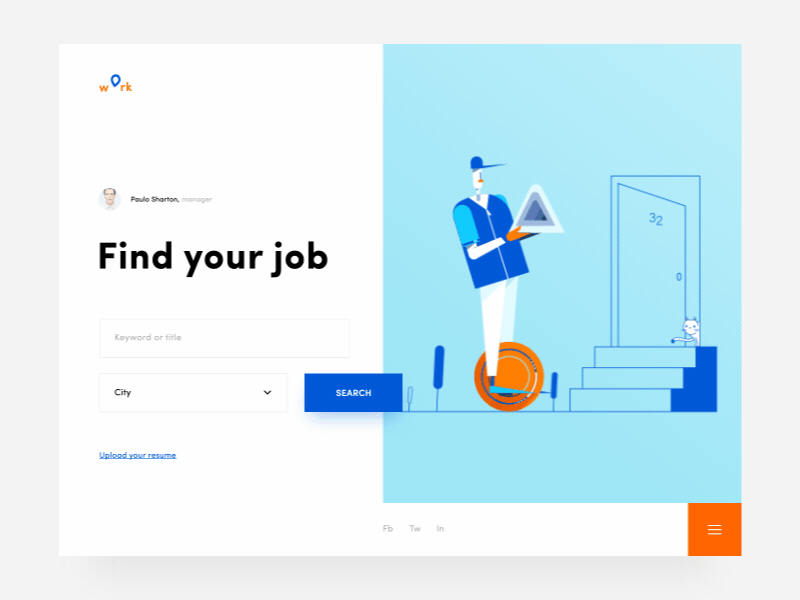 work
Paulo Sharton, manager
Find your job
Keyword or title
City
SEARCH
Upload your resume
32
0
Fb Tw In